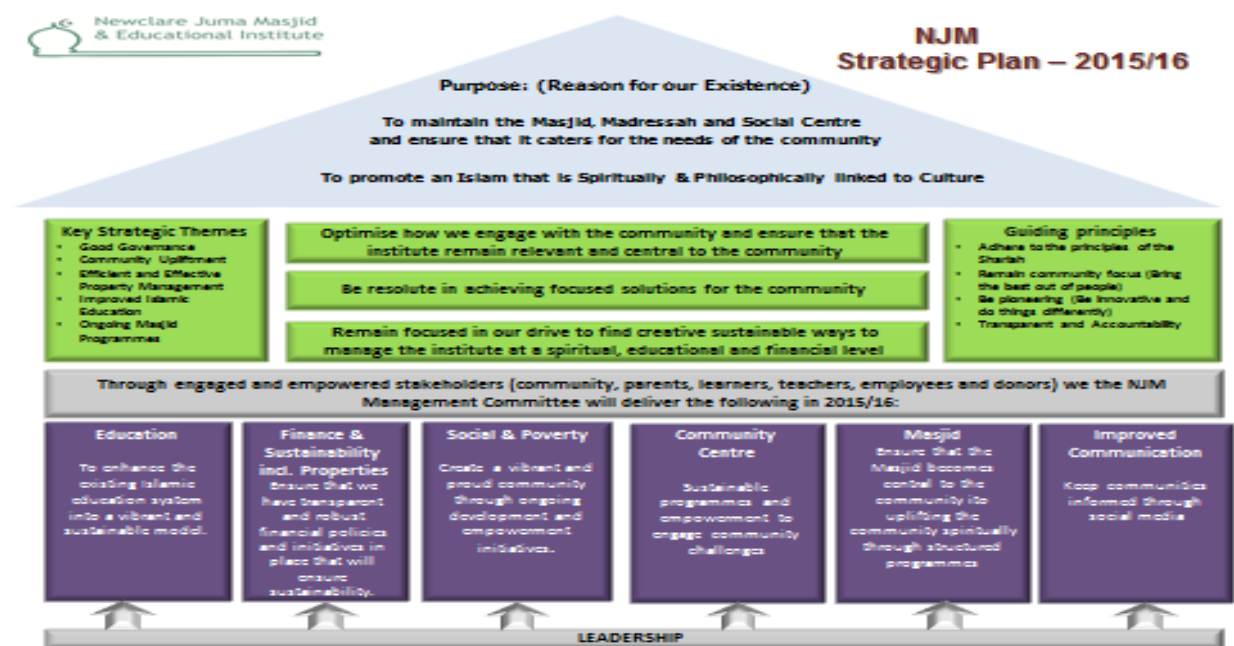 Newclare Juma Masjid
& Educational Institute
NJM
Strategic Plan – 2015/16
Purpose: (Reason for our Existence)
To maintain the Masjid, Madressah and Social Centre
and ensure that it caters for the needs of the community
To promote an Islam that is Spiritually & Philosophically linked to Culture
Key Strategic Themes
• Good Governance
• Community Upliftment
• Efficient and Effective
Property Management
• Improved Islamic
Education
• Ongoing Masjid
Programmes
Optimise how we engage with the community and ensure that the
institute remain relevant and central to the community
Be resolute in achieving focused solutions for the community
Remain focused in our drive to find creative sustainable ways to
manage the institute at a spiritual, educational and financial level
Guiding principles
• Adhere to the principles of the
Shariah
• Remain community focus (Bring
the best out of people)
• Be pioneering (Be innovative and
do things differently)
• Transparent and Accountability
Through engaged and empowered stakeholders (community, parents, learners, teachers, employees and donors) we the NJM
Management Committee will deliver the following in 2015/16:
Education
To enhance the
existing Islamic
education system
into a vibrant and
sustainable model.
Finance &
Sustainability
incl. Properties
Ensure that we
have transparent
and robust
financial policies
and initiatives in
place that will
ensure
sustainability.
Social & Poverty
Create a vibrant and
proud community
through ongoing
development and
empowerment
initiatives.
Community
Centre
Sustainable
programmes and
empowerment to
engage community
challenges
Masjid
Ensure that the
Masjid becomes
central to the
community ito
uplifting the
community spiritually
through structured
programmes
Improved
Communication
Keep communities
informed through
social media
LEADERSHIP